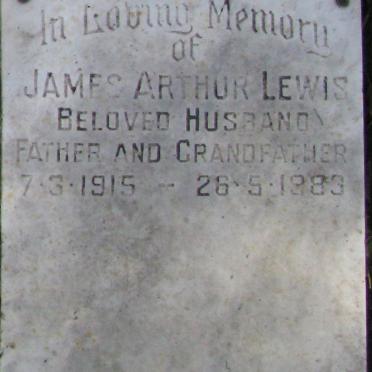 In Loving Memory
of
JAMES ARTHUR LEWIS
BELOVED HUSBAND
FATHER AND GRANDFATHER
7·3·1915 – 26·5·1983